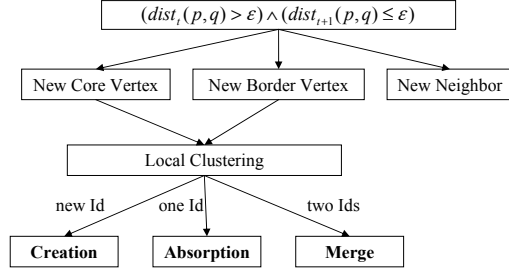 (dist_t(p,q) > ε) ∧ (dist_{t+1}(p,q) ≤ ε)
New Core Vertex New Border Vertex New Neighbor
Local Clustering
new Id one Id two Ids
Creation Absorption Merge